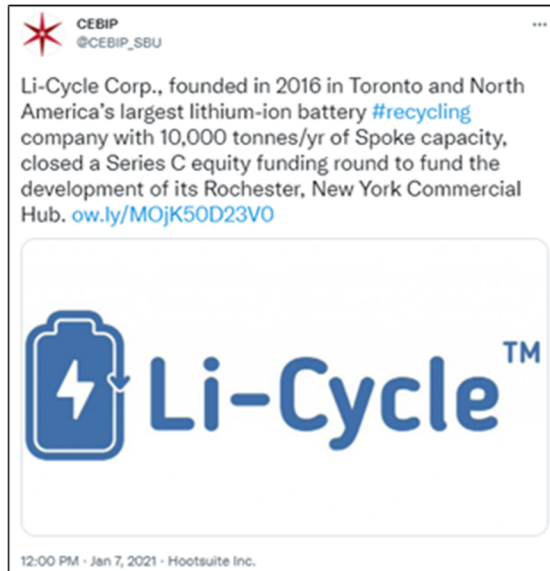 CEBIP
@CEBIP_SBU
Li-Cycle Corp., founded in 2016 in Toronto and North
America's largest lithium-ion battery #recycling
company with 10,000 tonnes/yr of Spoke capacity,
closed a Series C equity funding round to fund the
development of its Rochester, New York Commercial
Hub. ow.ly/MOjK50D23V0
Li-Cycle™
12:00 PM · Jan 7, 2021 · Hootsuite Inc.